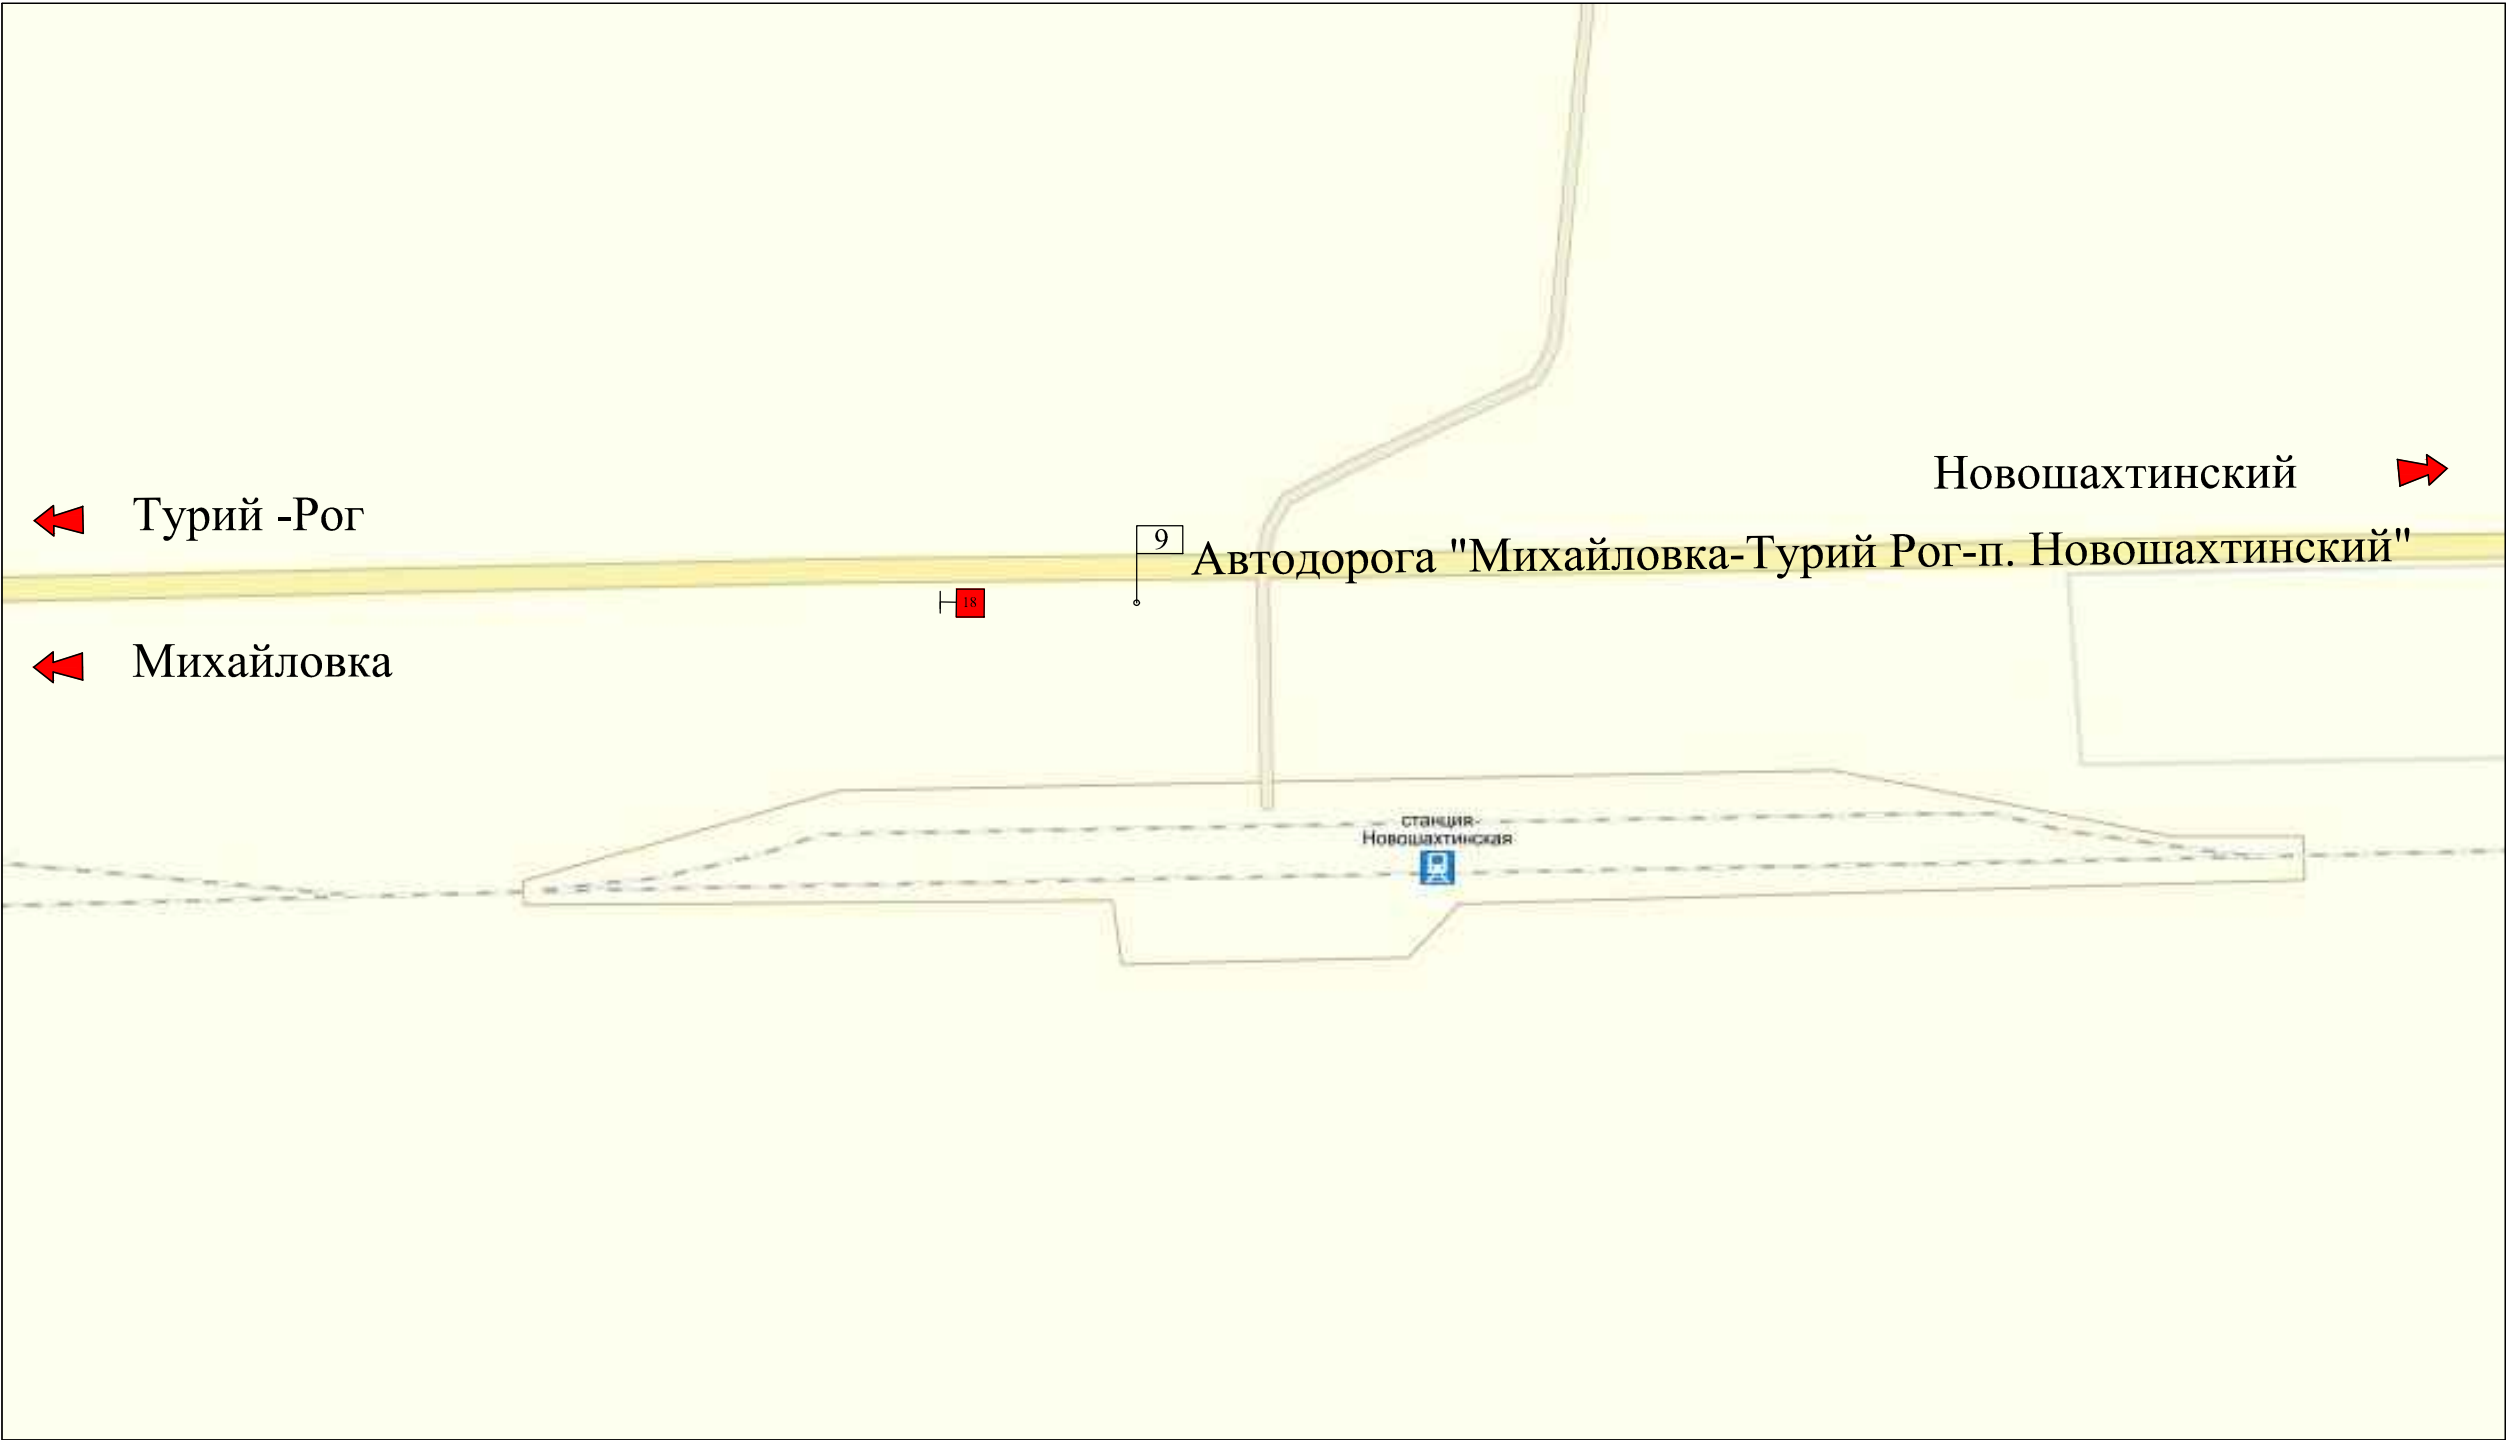 Новошахтинский
Турий -Рог
9
Автодорога "Михайловка-Турий Рог-п. Новошахтинский"
18
Михайловка
станция
Новошахтинская